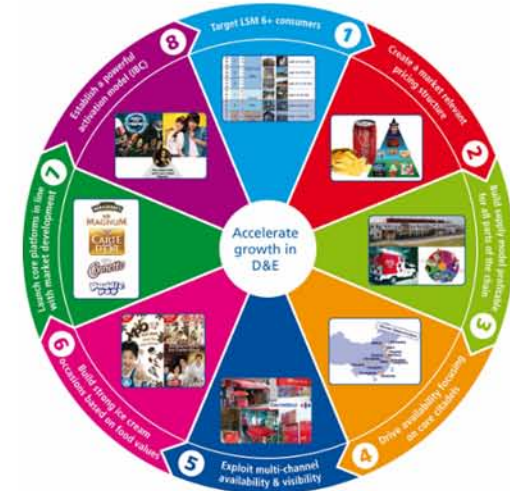 Target LSM 6+ consumers
1
Create a market relevant
pricing structure
2
Build supply model profitable
for all parts of the chain
3
Drive availability focusing
on core citadels
4
Exploit multi-channel
availability & visibility
5
Build strong ice cream
occasions based on food values
6
Launch core platforms in line
with market development
7
Establish a powerful
activation model (IBC)
8
Accelerate
growth in
D&E
MAGNUM
CARTE
D'OR
Cornetto
Paddle
Pop